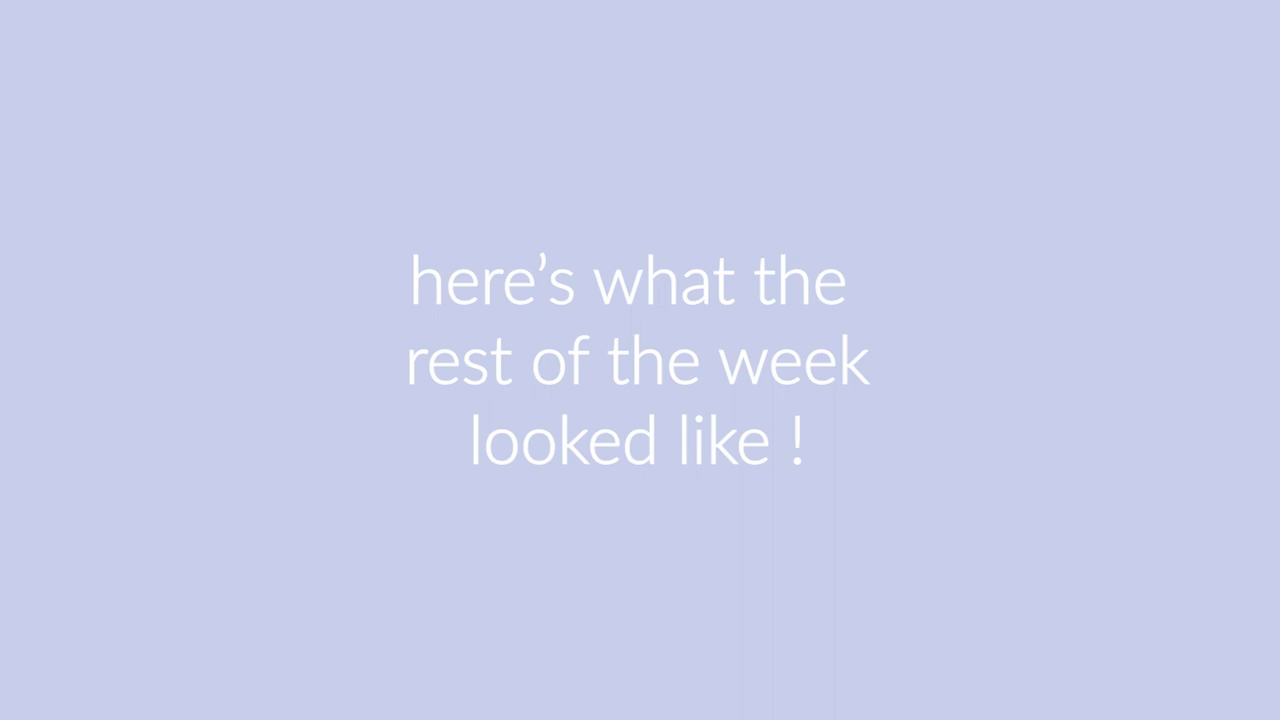 here’s what the
rest of the week
looked like !